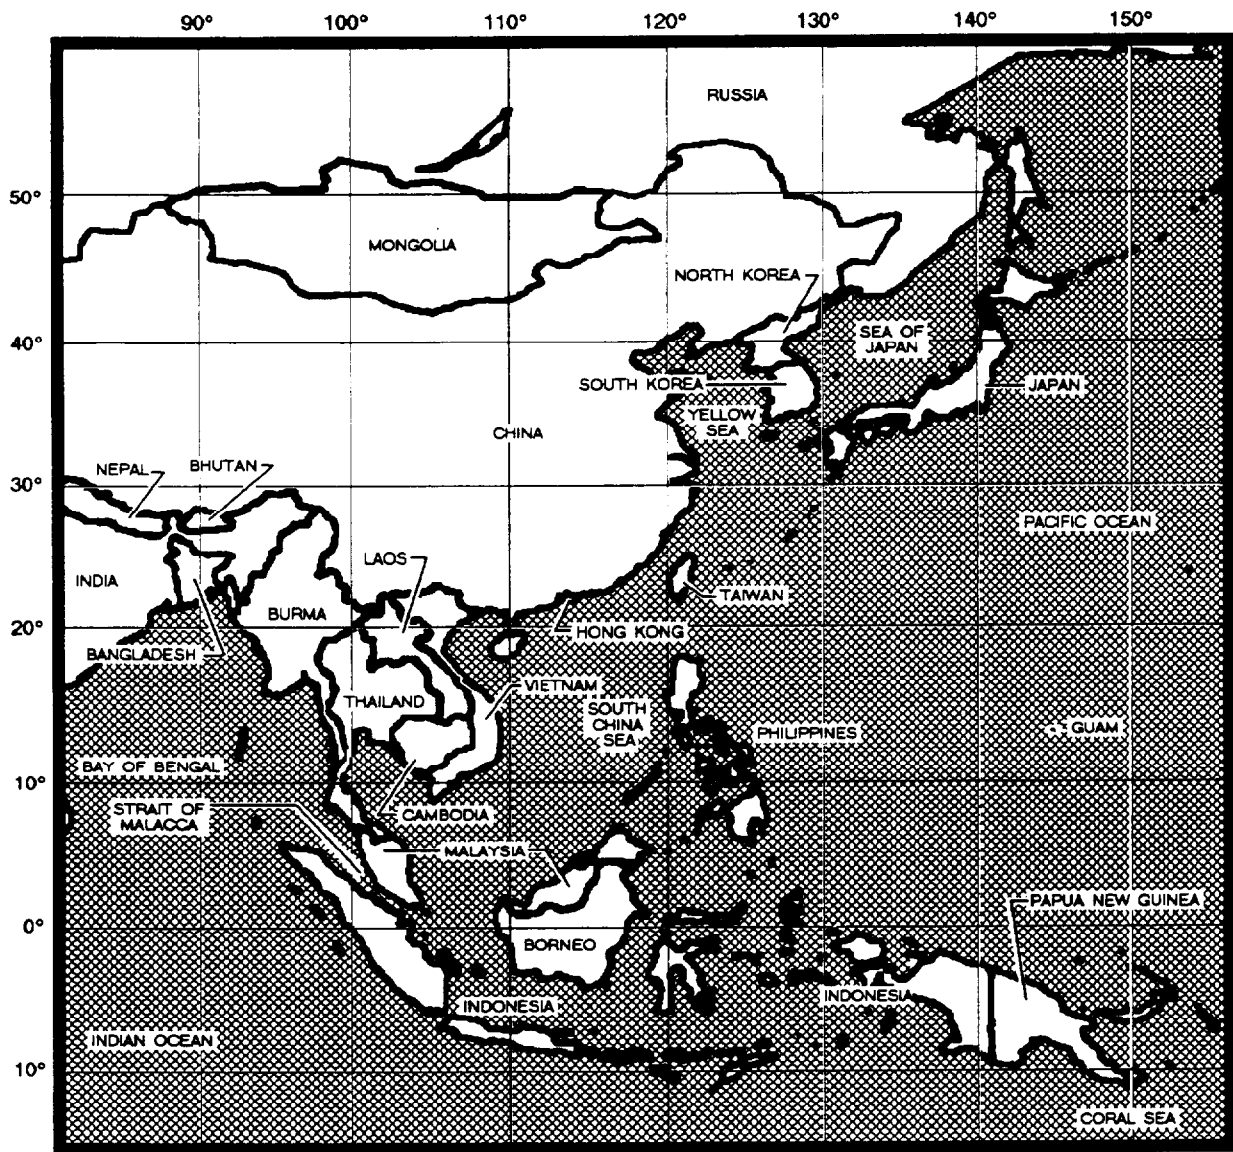 90° 100° 110° 120° 130° 140° 150°
RUSSIA
50°
MONGOLIA
NORTH KOREA
SEA OF
JAPAN
40°
SOUTH KOREA
JAPAN
YELLOW
SEA
CHINA
NEPAL
BHUTAN
30°
PACIFIC OCEAN
LAOS
INDIA
TAIWAN
BURMA
20°
HONG KONG
BANGLADESH
VIETNAM
THAILAND
SOUTH
CHINA
SEA
PHILIPPINES
GUAM
BAY OF BENGAL
10°
STRAIT OF
MALACCA
CAMBODIA
MALAYSIA
PAPUA NEW GUINEA
0°
BORNEO
INDONESIA
INDONESIA
INDIAN OCEAN
10°
CORAL SEA